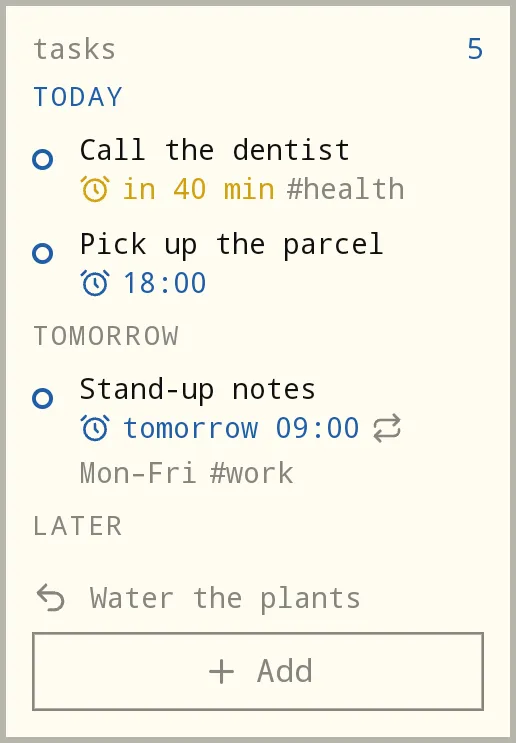 tasks 5
TODAY
Call the dentist
in 40 min #health
Pick up the parcel
18:00
TOMORROW
Stand-up notes
tomorrow 09:00
Mon–Fri #work
LATER
Water the plants
+ Add